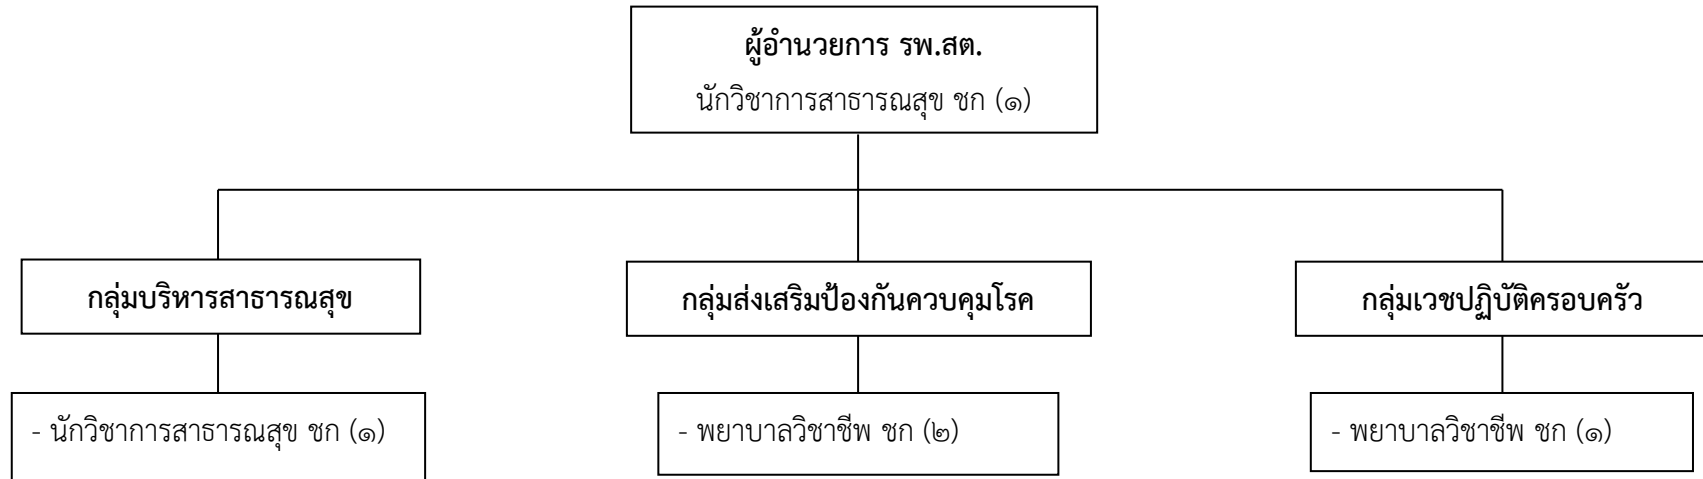 ผู้อำนวยการ รพ.สต.
นักวิชาการสาธารณสุข ชก (๑)
กลุ่มบริหารสาธารณสุข
กลุ่มส่งเสริมป้องกันควบคุมโรค
กลุ่มเวชปฏิบัติครอบครัว
- นักวิชาการสาธารณสุข ชก (๑)
- พยาบาลวิชาชีพ ชก (๒)
- พยาบาลวิชาชีพ ชก (๑)